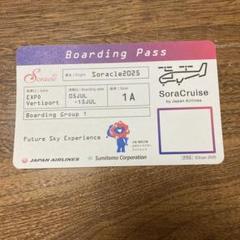 Boarding Pass
Soracle
Soracle2025
EXPO
Vertiport
05JUL
-13JUL
1A
Boarding Group 1
Future Sky Experience
SoraCruise
by Japan Airlines
JAPAN AIRLINES
Sumitomo Corporation